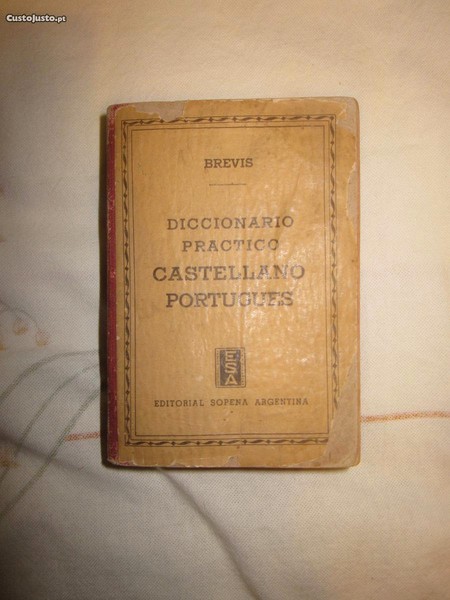 CustoJusto.pt
BREVIS
DICCIONARIO
PRACTICO
CASTELLANO
PORTUGUES
ESA
EDITORIAL SOPENA ARGENTINA